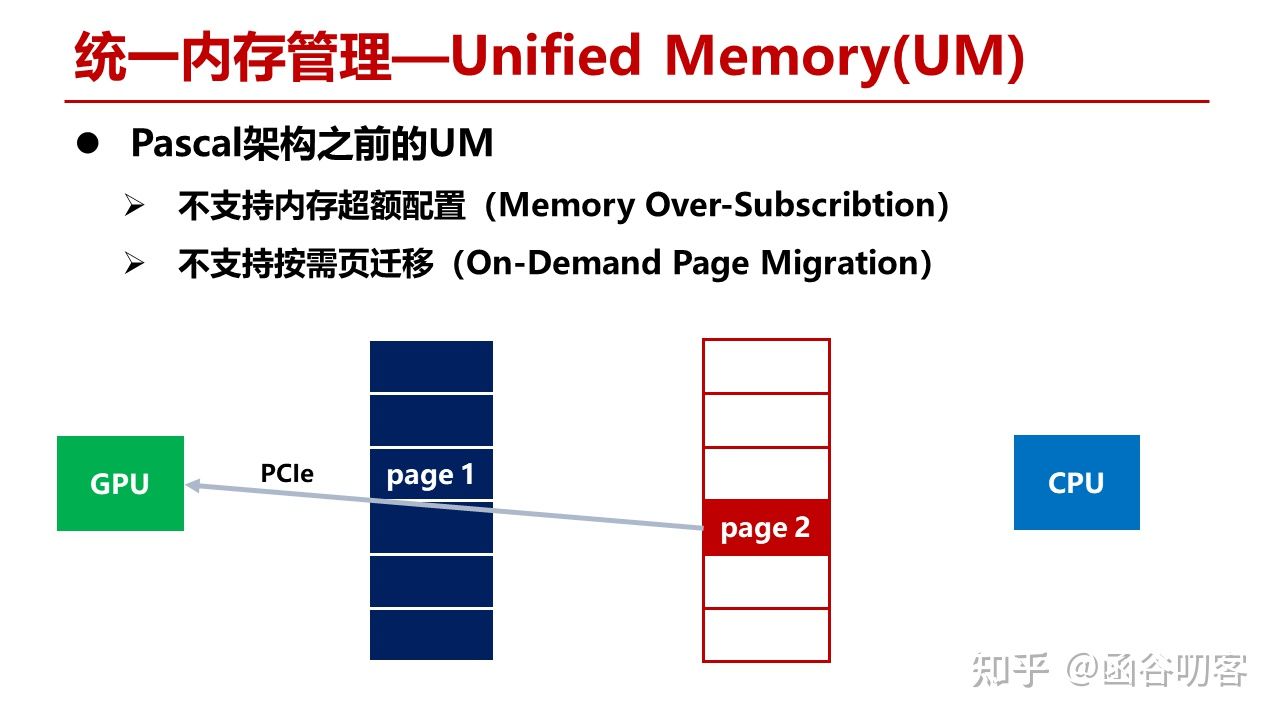 统一内存管理—Unified Memory(UM)
Pascal架构之前的UM
不支持内存超额配置（Memory Over-Subscribtion）
不支持按需页迁移（On-Demand Page Migration）
GPU
PCIe
page 1
page 2
CPU
知乎 @函谷叨客